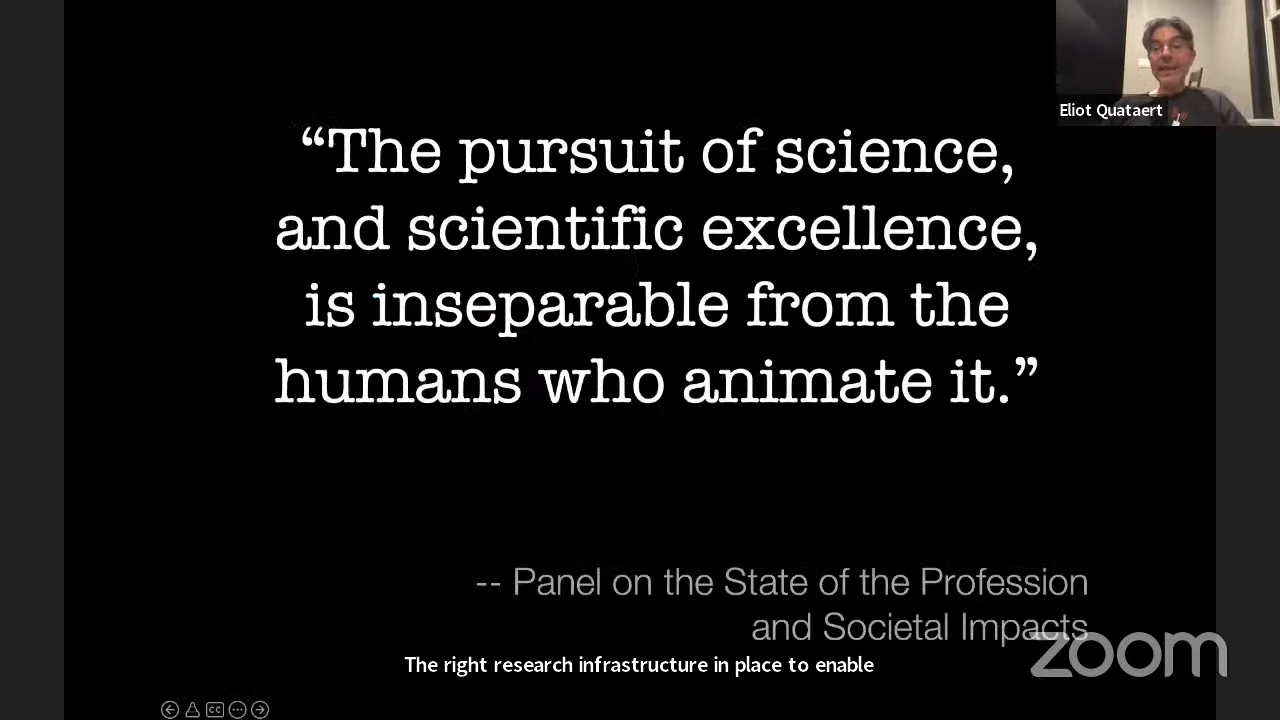 Eliot Quataert
“The pursuit of science,
and scientific excellence,
is inseparable from the
humans who animate it.”
-- Panel on the State of the Profession
and Societal Impacts
The right research infrastructure in place to enable
zoom
CC